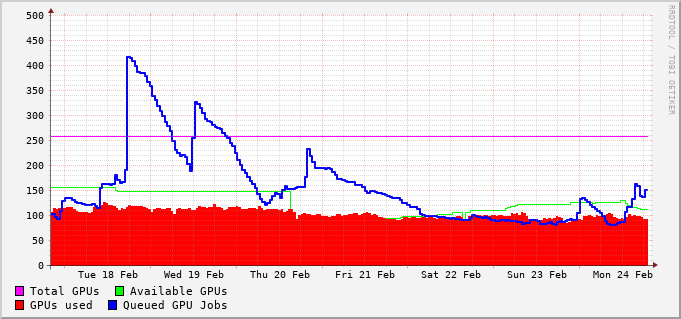 500
450
400
350
300
250
200
150
100
50
0
Tue 18 Feb Wed 19 Feb Thu 20 Feb Fri 21 Feb Sat 22 Feb Sun 23 Feb Mon 24 Feb
Total GPUs Available GPUs
GPUs used Queued GPU Jobs
RRDTOOL / TOBI OETIKER